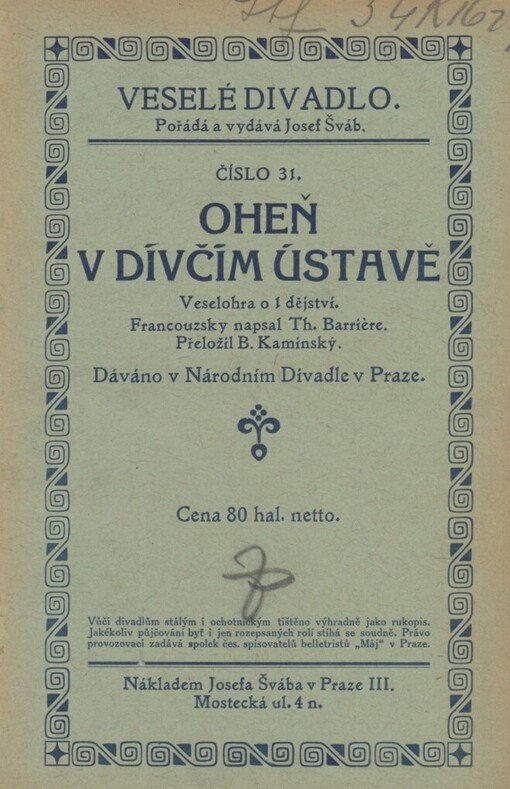 VESELÉ DIVADLO.
Pořádá a vydává Josef Šváb.
ČÍSLO 31.
OHEŇ
V DÍVČÍM ÚSTAVĚ
Veselohra o 1 dějství.
Francouzsky napsal Th. Barrière.
Přeložil B. Kaminský.
Dáváno v Národním Divadle v Praze.
Cena 80 hal. netto.
Vůči divadlům stálým i ochotnickým tištěno výhradně jako rukopis.
Jakékoliv půjčování byť i jen rozepsaných rolí stíhá se soudně. Právo
provozovací zadává spolek čes. spisovatelů belletristů „Máj“ v Praze.
Nákladem Josefa Švába v Praze III.
Mostecká ul. 4 n.